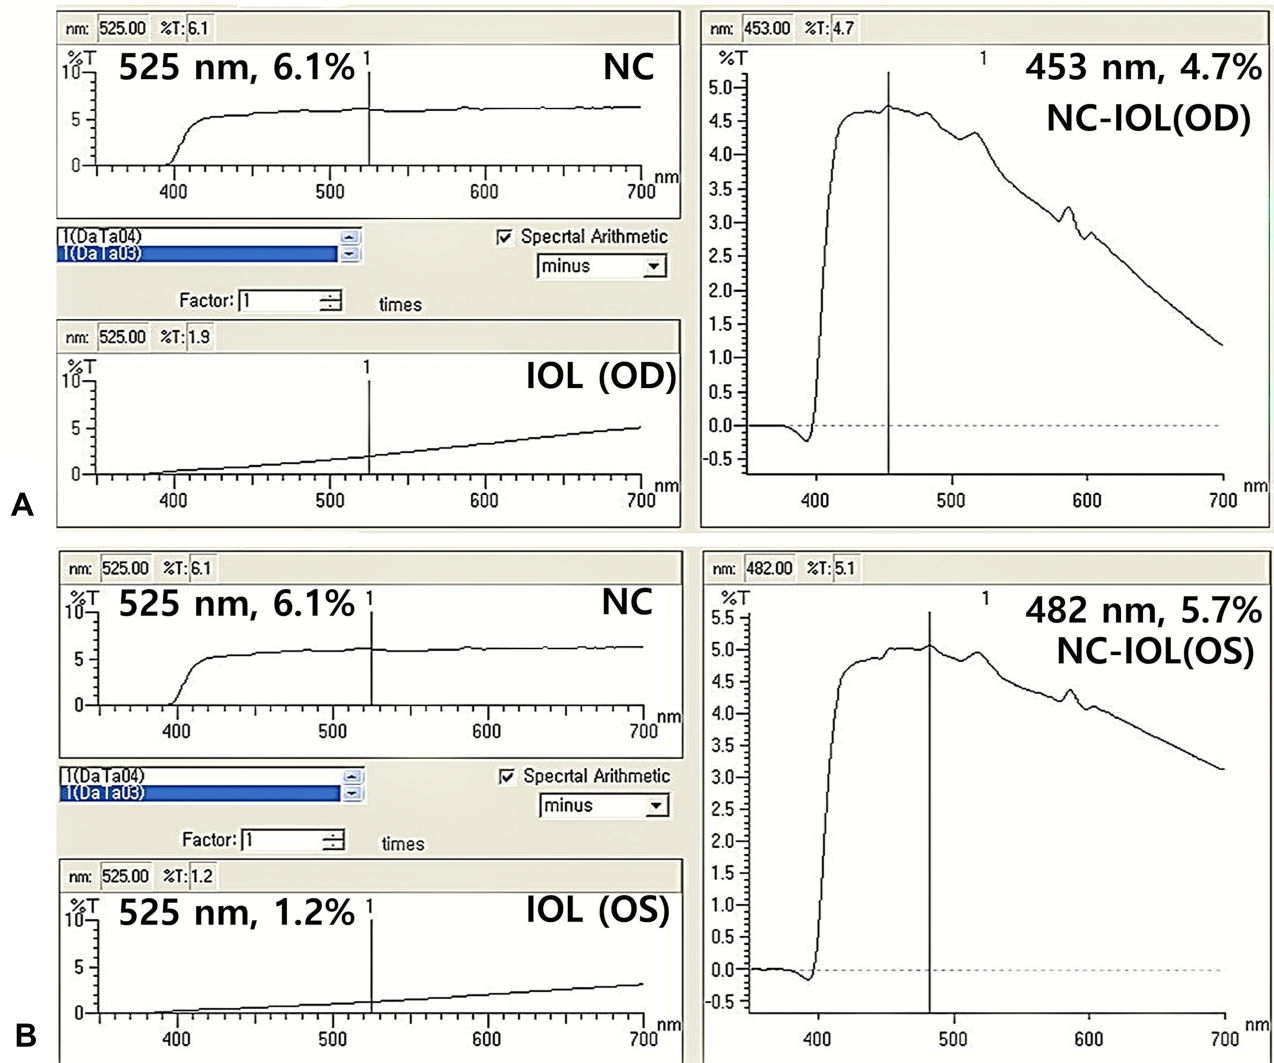 nm: 525.00 %T: 6.1
%T 525 nm, 6.1% 1 NC
10
5
0
400 500 600 700 nm
1(DaTa04)
1(DaTa03)
Specrtal Arithmetic
minus
Factor: 1 times
nm: 525.00 %T: 1.9
%T 1 IOL (OD)
10
5
0
400 500 600 700 nm
nm: 453.00 %T: 4.7
%T 1 453 nm, 4.7%
NC-IOL(OD)
5.0
4.5
4.0
3.5
3.0
2.5
2.0
1.5
1.0
0.5
0.0
-0.5
400 500 600 700 nm
A
nm: 525.00 %T: 6.1
%T 525 nm, 6.1% 1 NC
10
5
0
400 500 600 700 nm
1(DaTa04)
1(DaTa03)
Specrtal Arithmetic
minus
Factor: 1 times
nm: 525.00 %T: 1.2
%T 525 nm, 1.2% 1 IOL (OS)
10
5
0
400 500 600 700 nm
nm: 482.00 %T: 5.1
%T 1 482 nm, 5.7%
NC-IOL(OS)
5.5
5.0
4.5
4.0
3.5
3.0
2.5
2.0
1.5
1.0
0.5
0.0
-0.5
400 500 600 700 nm
B